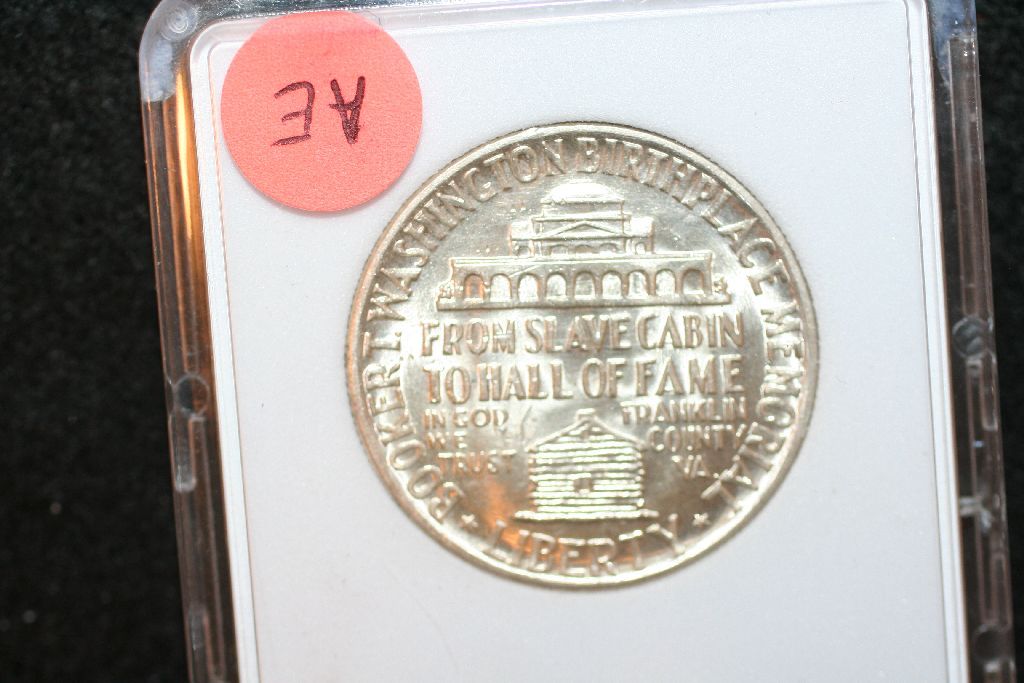 AE
BOOKER T. WASHINGTON BIRTHPLACE MEMORIAL
FROM SLAVE CABIN
TO HALL OF FAME
IN GOD
WE
TRUST
FRANKLIN
COUNTY
VA.
LIBERTY